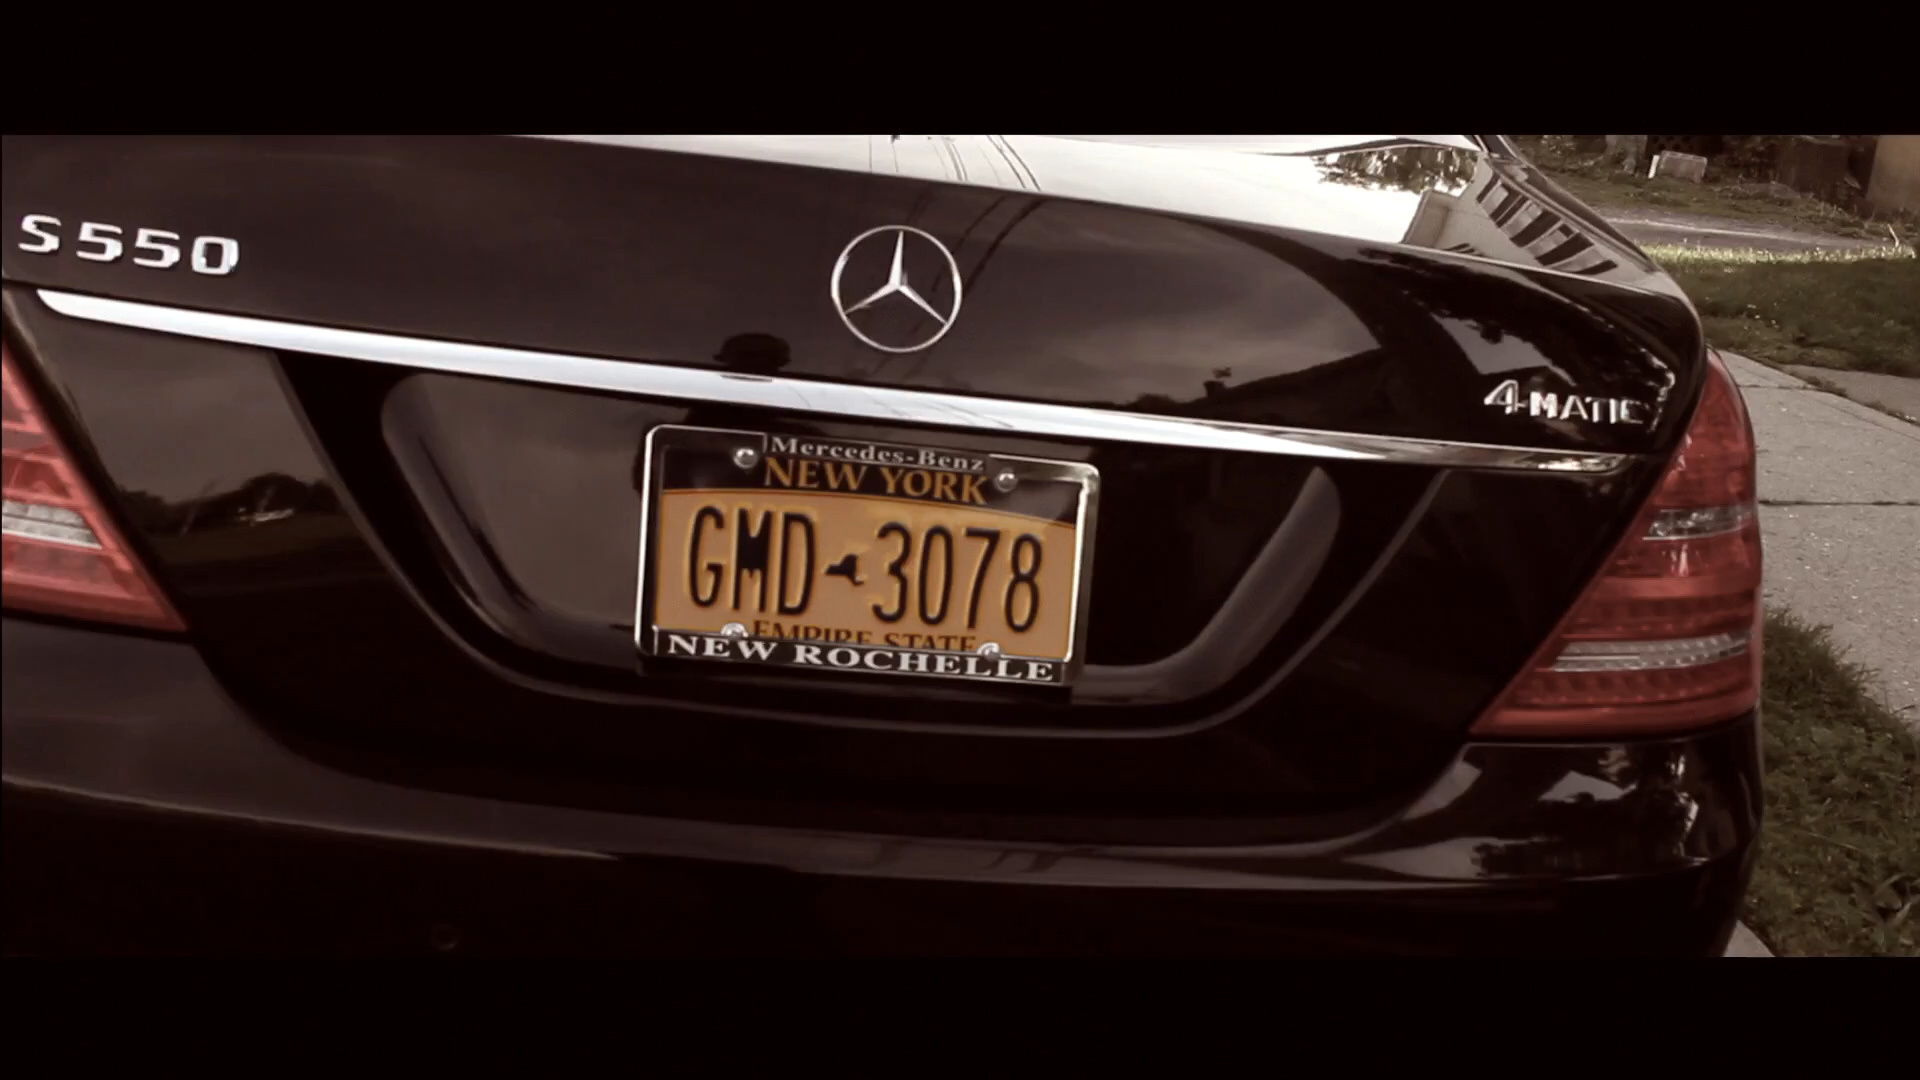 S550
4MATIC
Mercedes-Benz
NEW YORK
GMD 3078
EMPIRE STATE
NEW ROCHELLE